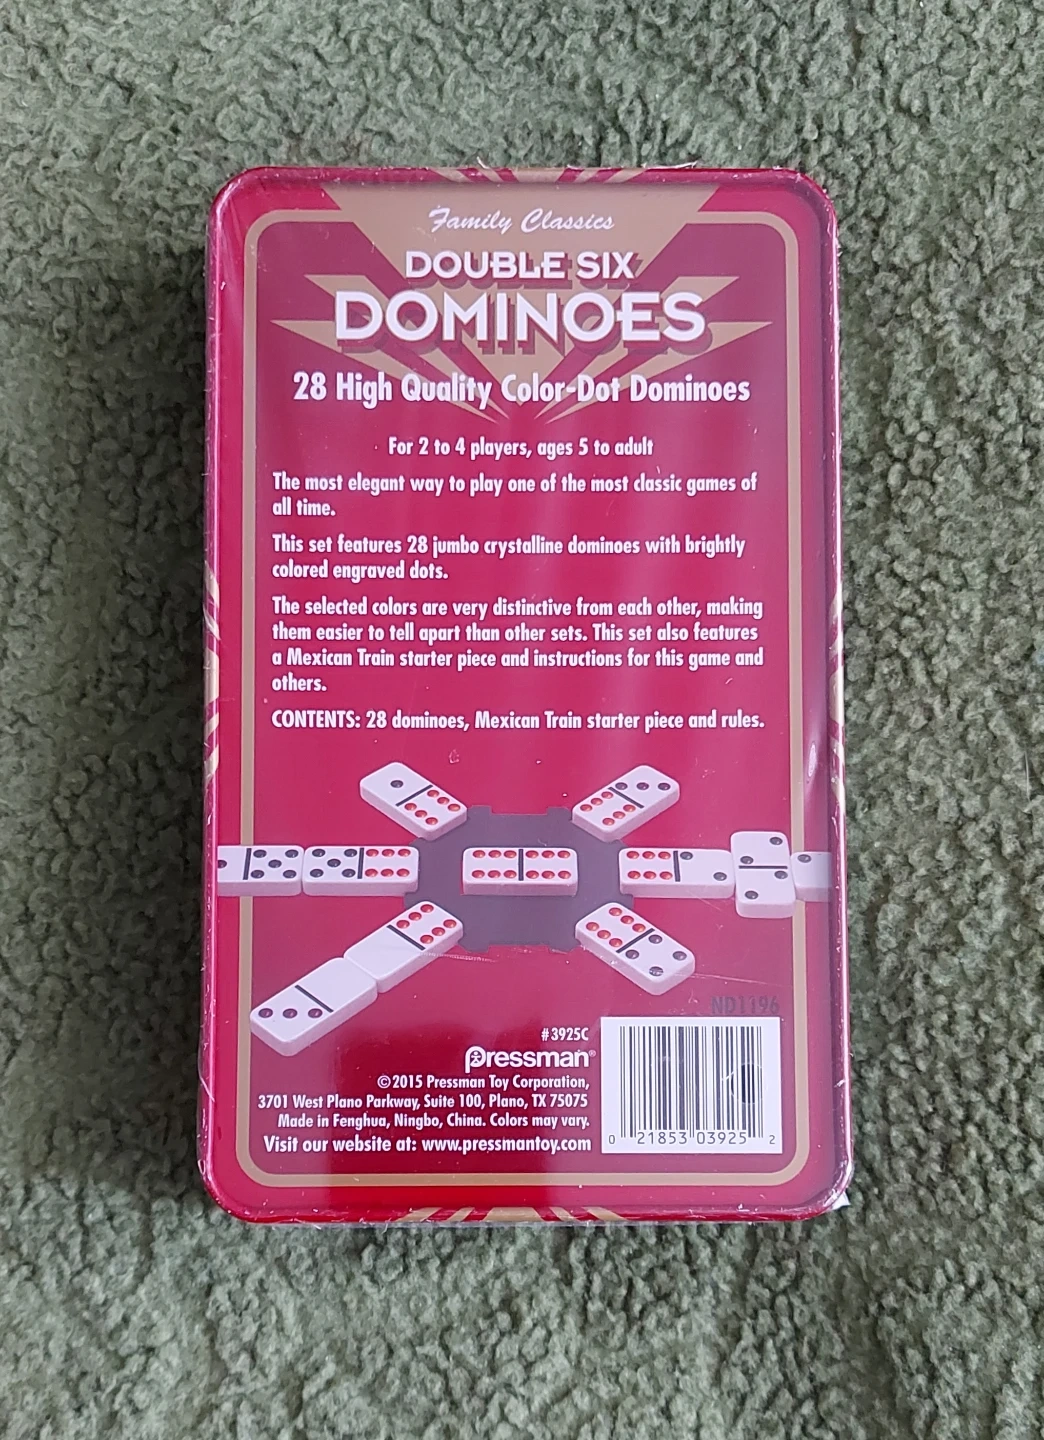 Family Classics
DOUBLE SIX
DOMINOES
28 High Quality Color-Dot Dominoes
For 2 to 4 players, ages 5 to adult
The most elegant way to play one of the most classic games of
all time.
This set features 28 jumbo crystalline dominoes with brightly
colored engraved dots.
The selected colors are very distinctive from each other, making
them easier to tell apart than other sets. This set also features
a Mexican Train starter piece and instructions for this game and
others.
CONTENTS: 28 dominoes, Mexican Train starter piece and rules.
ND1196
#3925C
Pressman®
©2015 Pressman Toy Corporation,
3701 West Plano Parkway, Suite 100, Plano, TX 75075
Made in Fenghua, Ningbo, China. Colors may vary.
Visit our website at: www.pressmantoy.com
0 21853 03925 2